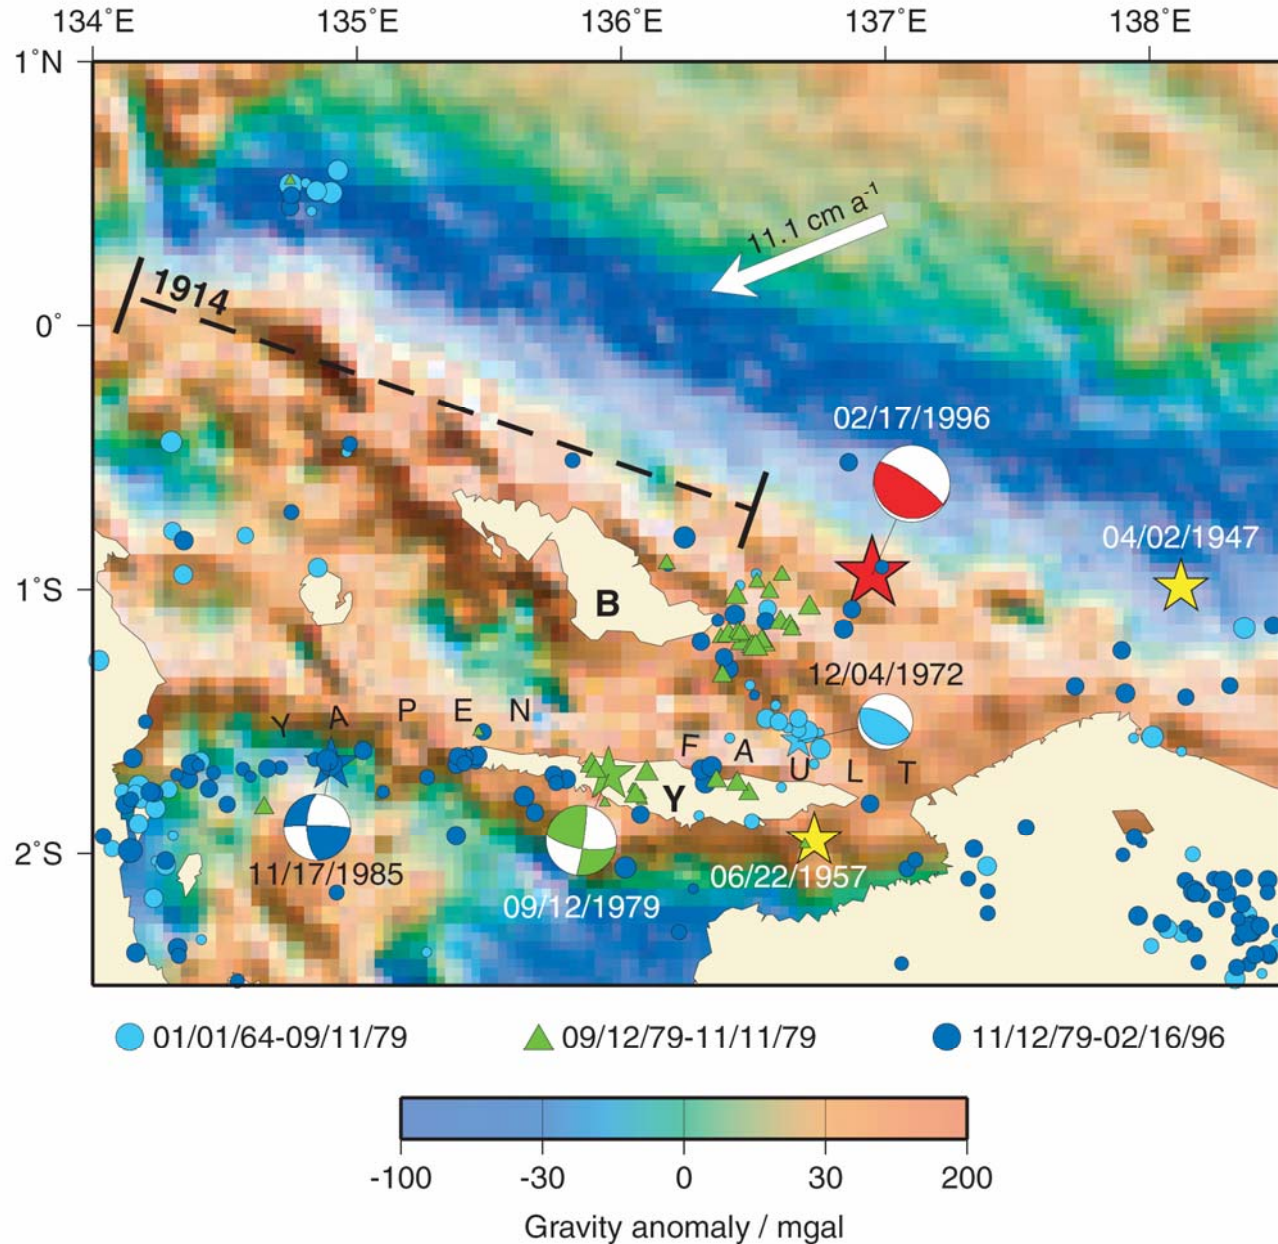 134˚E 135˚E 136˚E 137˚E 138˚E
1˚N
11.1 cm a⁻¹
1914
0˚
02/17/1996
04/02/1947
1˚S
B
12/04/1972
YAPEN
FAULT
Y
2˚S
11/17/1985
06/22/1957
09/12/1979
01/01/64-09/11/79 09/12/79-11/11/79 11/12/79-02/16/96
-100 -30 0 30 200
Gravity anomaly / mgal